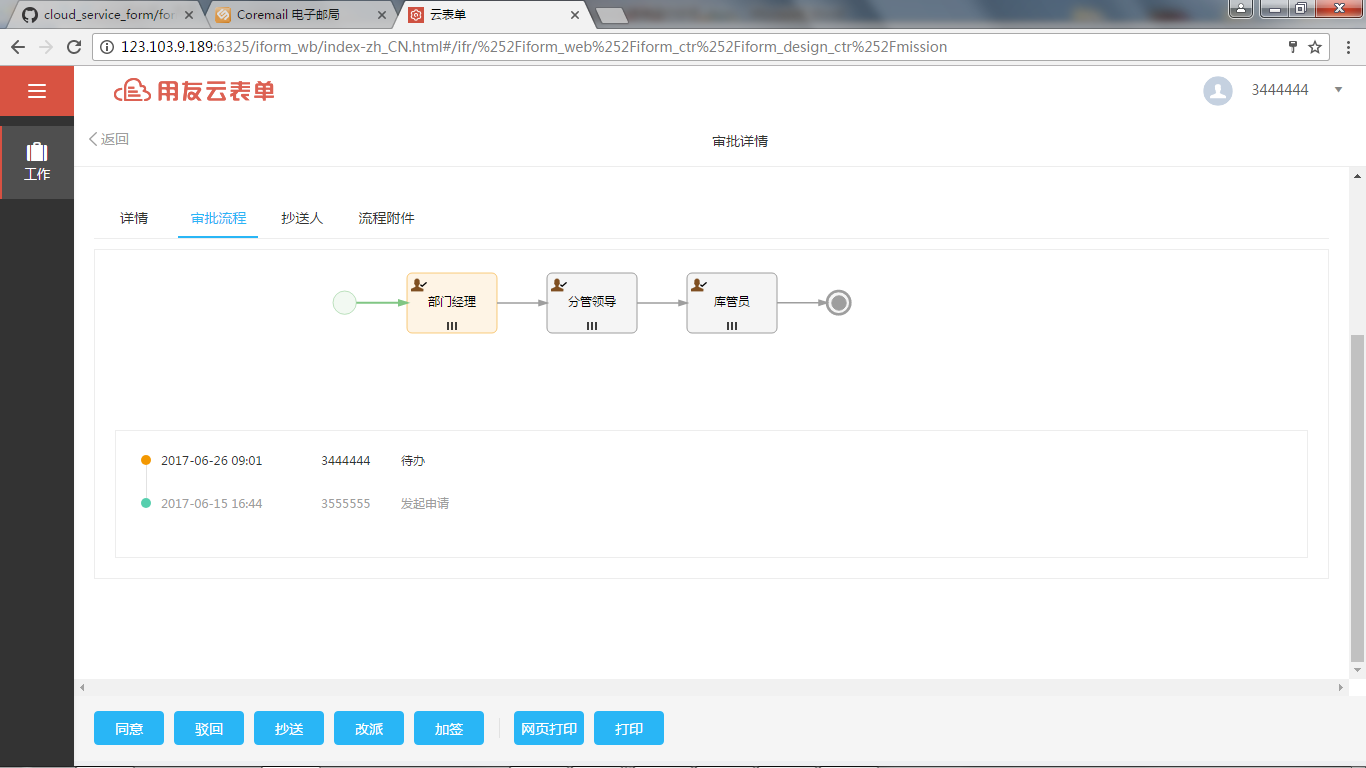 cloud_service_form/for
Coremail 电子邮局
云表单
123.103.9.189:6325/iform_wb/index-zh_CN.html#/ifr/%252Fiform_web%252Fiform_ctr%252Fiform_design_ctr%252Fmission
用友云表单
3444444
返回
审批详情
工作
详情
审批流程
抄送人
流程附件
部门经理
分管领导
库管员
2017-06-26 09:01 3444444 待办
2017-06-15 16:44 3555555 发起申请
同意
驳回
抄送
改派
加签
网页打印
打印